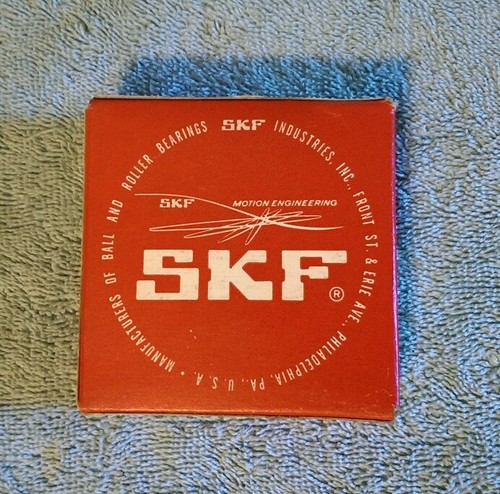 SKF INDUSTRIES, INC., FRONT ST. & ERIE AVE., PHILADELPHIA, PA., U.S.A. • MANUFACTURERS OF BALL AND ROLLER BEARINGS
SKF MOTION ENGINEERING
SKF®